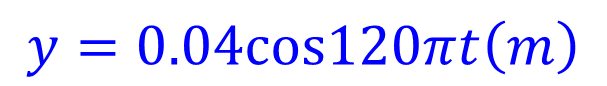 y = 0.04cos120πt(m)